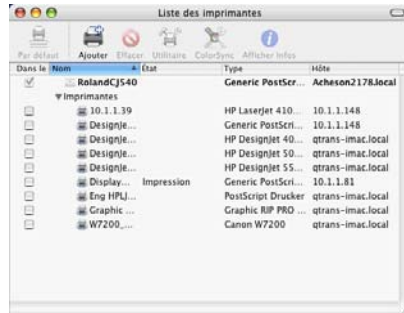 Liste des imprimantes
Par défaut Ajouter Effacer Utilitaire ColorSync Afficher Infos
Dans le Nom État Type Hôte
RolandCJ540 Generic PostScr... Acheson2178.local
Imprimantes
10.1.1.39 HP LaserJet 410... 10.1.1.148
DesignJe... Generic PostScri... 10.1.1.148
DesignJe... HP DesignJet 40... qtrans-imac.local
DesignJe... HP DesignJet 50... qtrans-imac.local
DesignJe... HP DesignJet 55... qtrans-imac.local
Display... Impression Generic PostScri... 10.1.1.81
Eng HPLJ... PostScript Drucker qtrans-imac.local
Graphic ... Graphic RIP PRO ... qtrans-imac.local
W7200_... Canon W7200 qtrans-imac.local